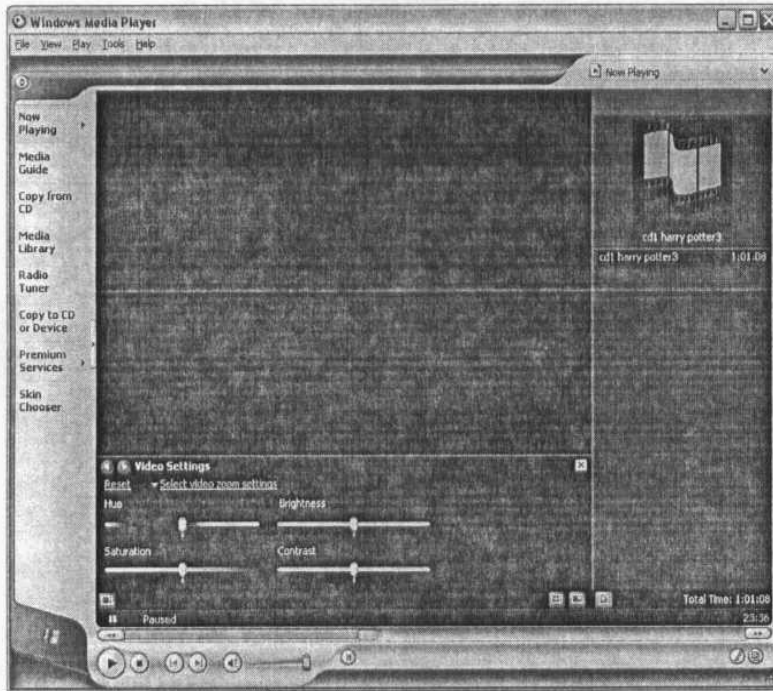 Windows Media Player
File View Play Tools Help
Now Playing
Now
Playing
Media
Guide
Copy from
CD
Media
Library
Radio
Tuner
Copy to CD
or Device
Premium
Services
Skin
Chooser
cd1 harry potter3
cd1 harry potter3 1:01:08
Video Settings
Reset Select video zoom settings
Hue Brightness
Saturation Contrast
Total Time: 1:01:08
Paused 23:36